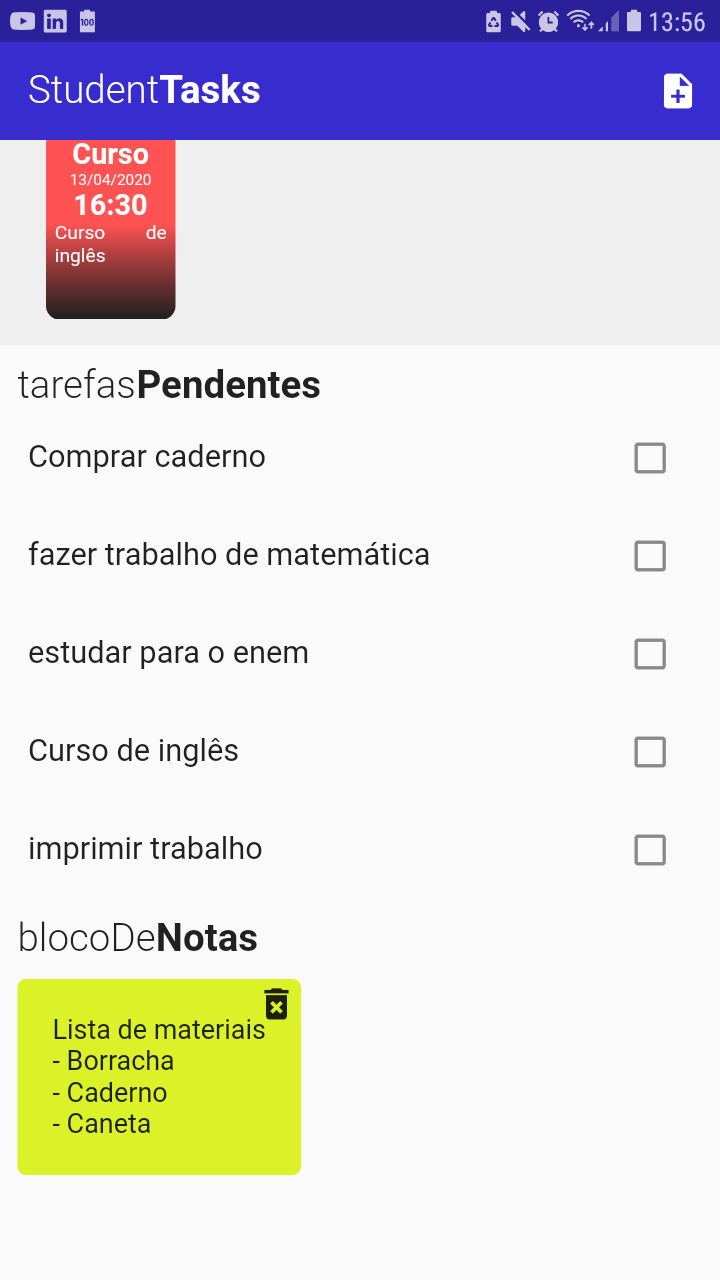 100
13:56
StudentTasks
Curso
13/04/2020
16:30
Curso de
inglês
tarefasPendentes
Comprar caderno
fazer trabalho de matemática
estudar para o enem
Curso de inglês
imprimir trabalho
blocoDeNotas
Lista de materiais
- Borracha
- Caderno
- Caneta